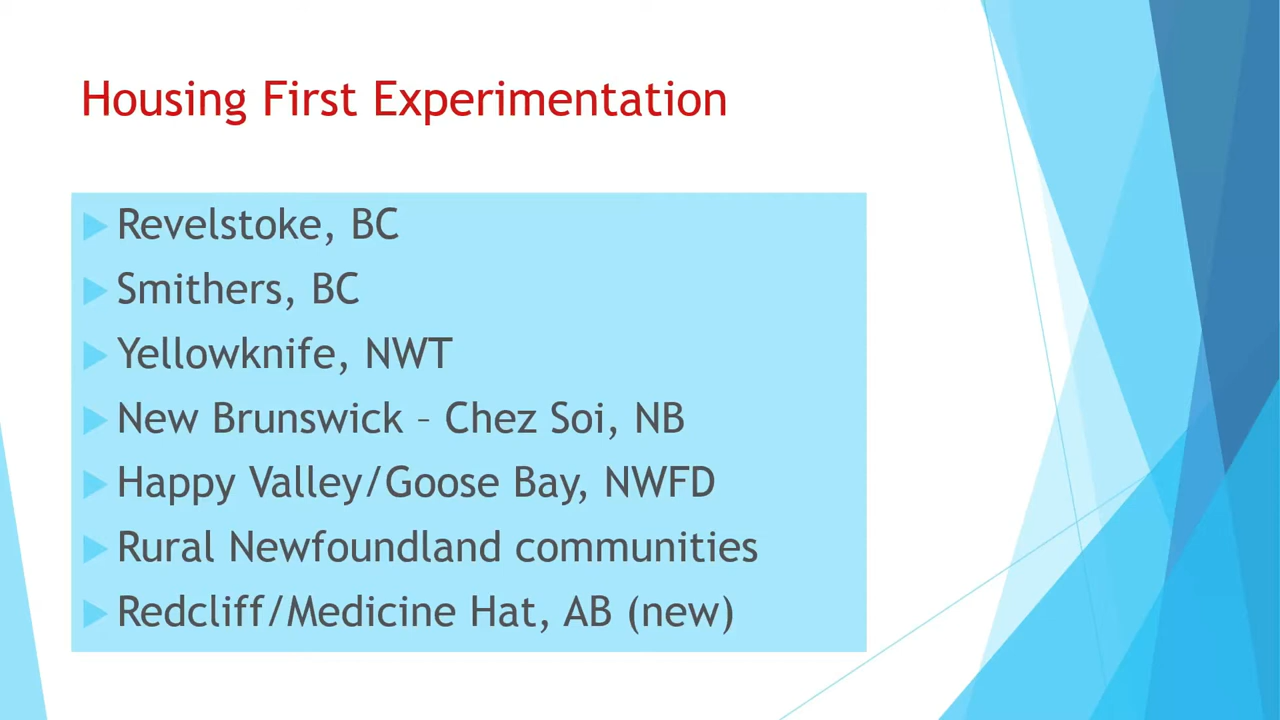 Housing First Experimentation
Revelstoke, BC
Smithers, BC
Yellowknife, NWT
New Brunswick – Chez Soi, NB
Happy Valley/Goose Bay, NWFD
Rural Newfoundland communities
Redcliff/Medicine Hat, AB (new)